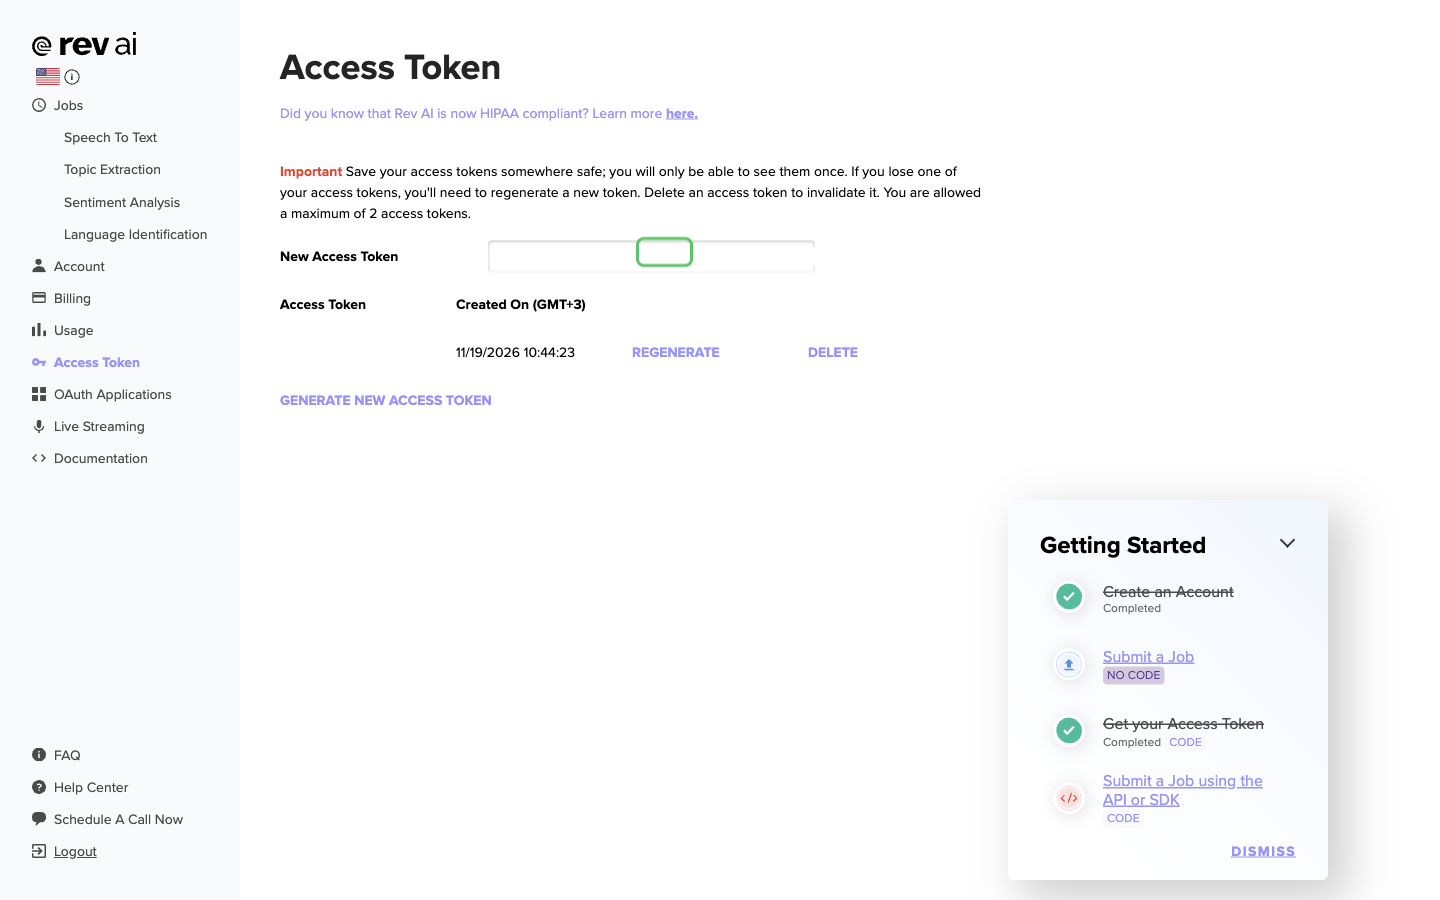 rev ai
Jobs
Speech To Text
Topic Extraction
Sentiment Analysis
Language Identification
Account
Billing
Usage
Access Token
OAuth Applications
Live Streaming
Documentation
FAQ
Help Center
Schedule A Call Now
Logout
Access Token
Did you know that Rev AI is now HIPAA compliant? Learn more here.
Important Save your access tokens somewhere safe; you will only be able to see them once. If you lose one of
your access tokens, you'll need to regenerate a new token. Delete an access token to invalidate it. You are allowed
a maximum of 2 access tokens.
New Access Token
Access Token Created On (GMT+3)
11/19/2026 10:44:23 REGENERATE DELETE
GENERATE NEW ACCESS TOKEN
Getting Started
Create an Account
Completed
Submit a Job
NO CODE
Get your Access Token
Completed CODE
Submit a Job using the
API or SDK
CODE
DISMISS